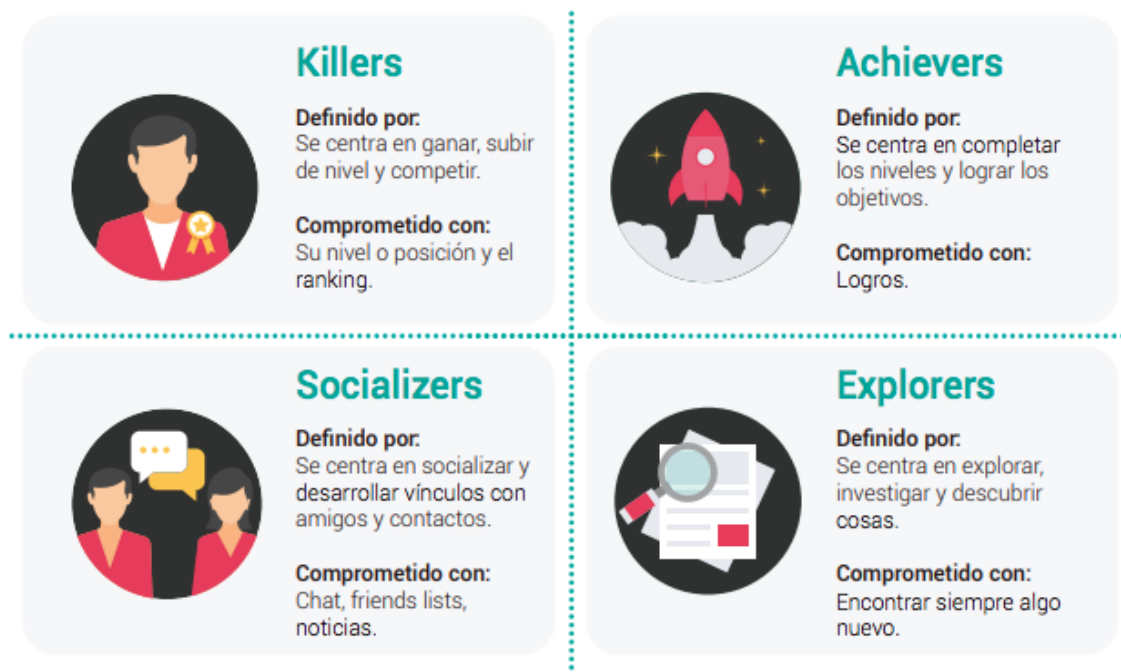 Killers
Definido por:
Se centra en ganar, subir
de nivel y competir.
Comprometido con:
Su nivel o posición y el
ranking.
Achievers
Definido por:
Se centra en completar
los niveles y lograr los
objetivos.
Comprometido con:
Logros.
Socializers
Definido por:
Se centra en socializar y
desarrollar vínculos con
amigos y contactos.
Comprometido con:
Chat, friends lists,
noticias.
Explorers
Definido por:
Se centra en explorar,
investigar y descubrir
cosas.
Comprometido con:
Encontrar siempre algo
nuevo.